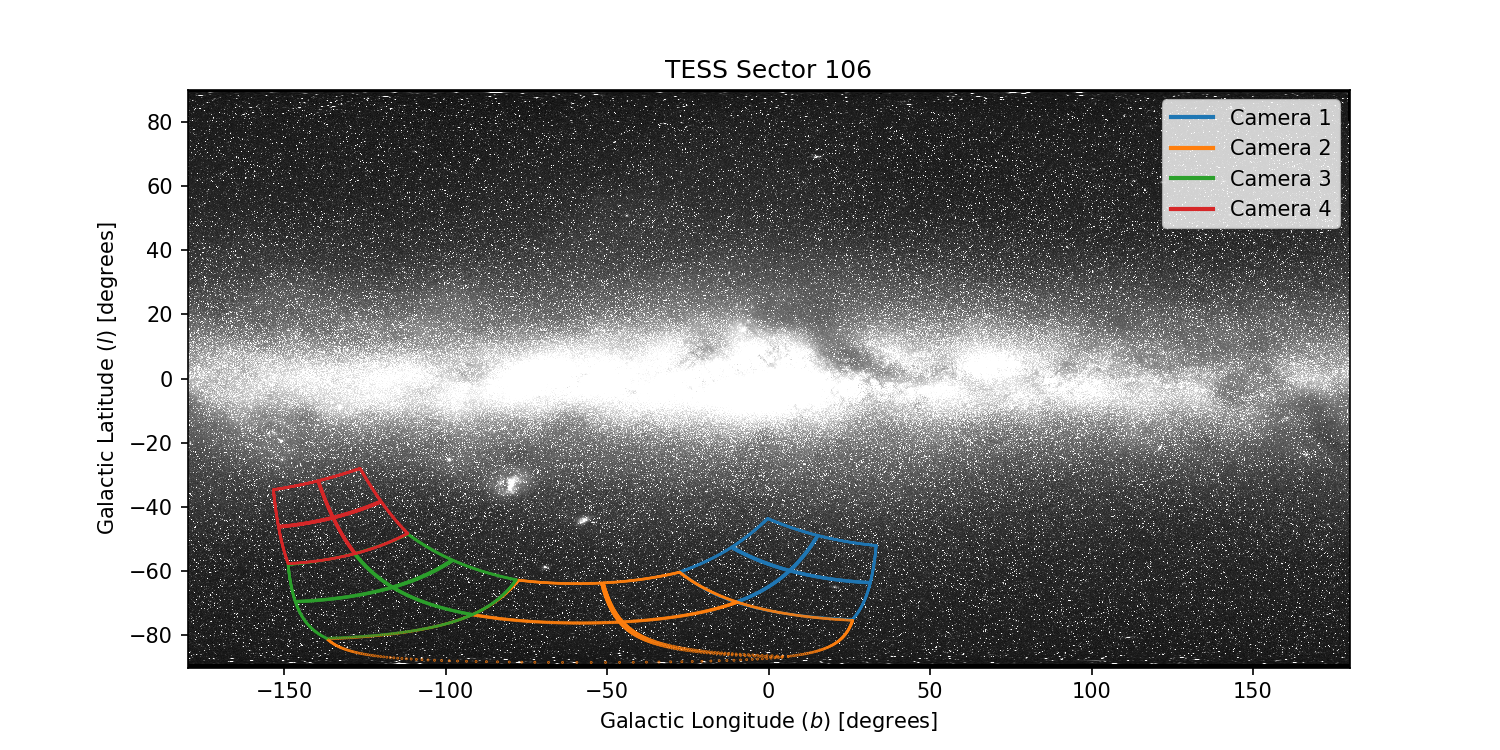 TESS Sector 106
Camera 1
Camera 2
Camera 3
Camera 4
80
60
40
20
0
−20
−40
−60
−80
Galactic Latitude (l) [degrees]
−150
−100
−50
0
50
100
150
Galactic Longitude (b) [degrees]